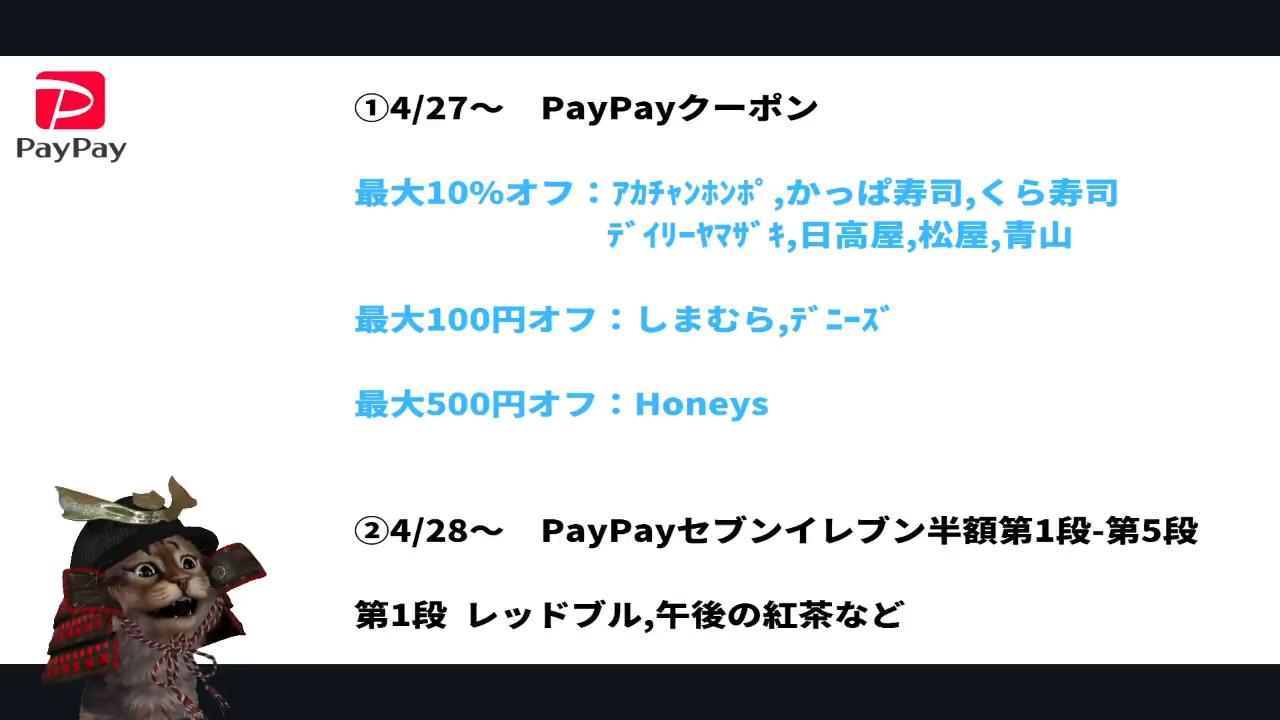 PayPay
①4/27～　PayPayクーポン
最大10%オフ：ｱｶﾁｬﾝﾎﾝﾎﾟ,かっぱ寿司,くら寿司
ﾃﾞｲﾘｰﾔﾏｻﾞｷ,日高屋,松屋,青山
最大100円オフ：しまむら,ﾃﾞﾆｰｽﾞ
最大500円オフ：Honeys
②4/28～　PayPayセブンイレブン半額第1段-第5段
第1段 レッドブル,午後の紅茶など